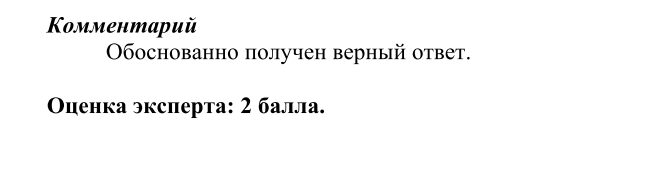 Комментарий
Обоснованно получен верный ответ.
Оценка эксперта: 2 балла.